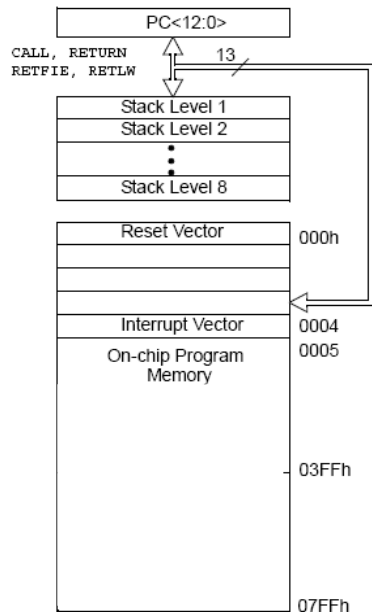 PC<12:0>
CALL, RETURN
RETFIE, RETLW
13
Stack Level 1
Stack Level 2
Stack Level 8
Reset Vector
000h
Interrupt Vector
0004
On-chip Program
Memory
0005
03FFh
07FFh